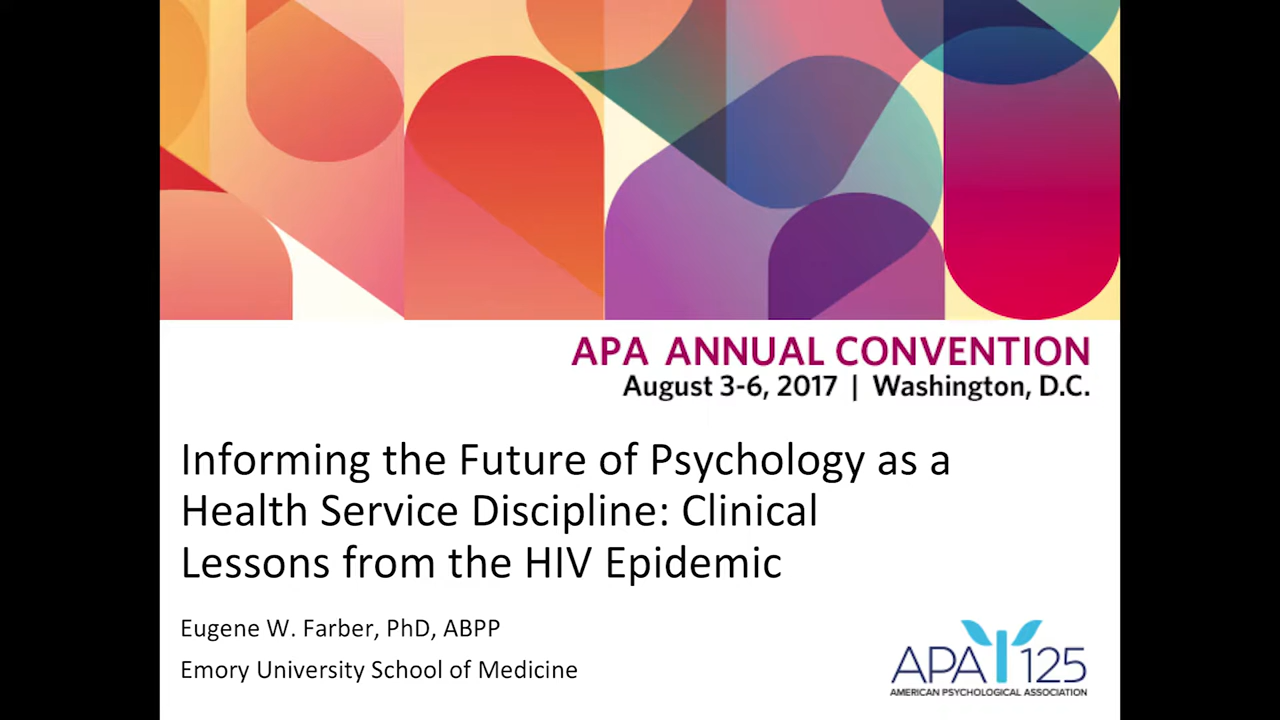 APA ANNUAL CONVENTION
August 3-6, 2017 | Washington, D.C.
Informing the Future of Psychology as a
Health Service Discipline: Clinical
Lessons from the HIV Epidemic
Eugene W. Farber, PhD, ABPP
Emory University School of Medicine
APA 125
AMERICAN PSYCHOLOGICAL ASSOCIATION